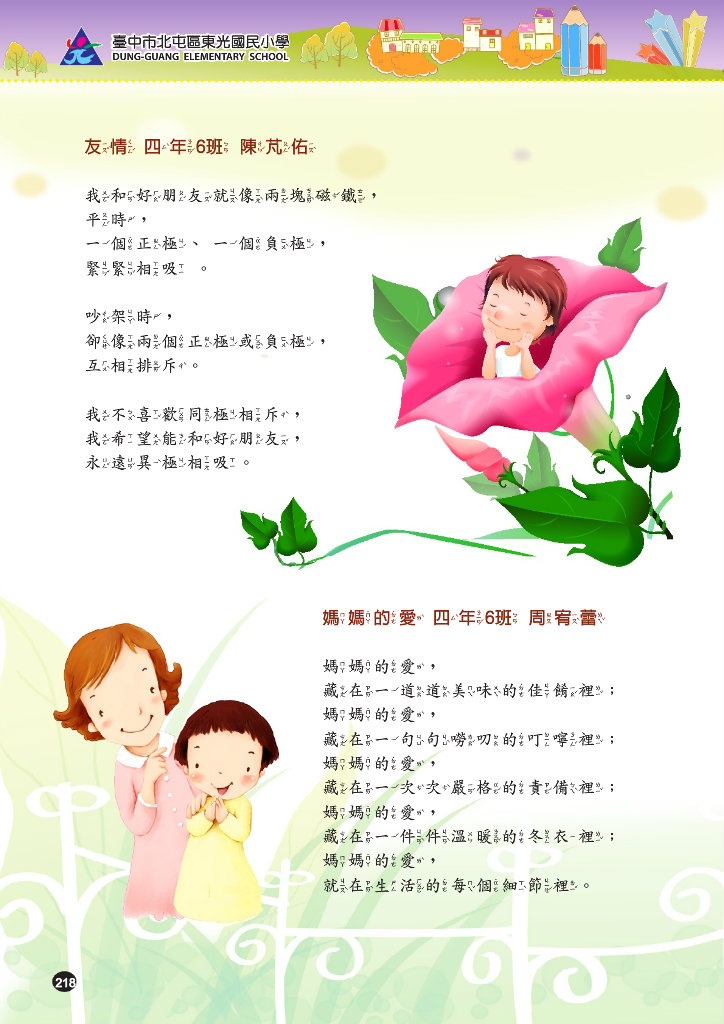 臺中市北屯區東光國民小學
DUNG-GUANG ELEMENTARY SCHOOL
友情 四年6班 陳芃佑
我和好朋友就像兩塊磁鐵，
平時，
一個正極、一個負極，
緊緊相吸。
吵架時，
卻像兩個正極或負極，
互相排斥。
我不喜歡同極相斥，
我希望能和好朋友，
永遠異極相吸。
媽媽的愛 四年6班 周宥蕾
媽媽的愛，
藏在一道道美味的佳餚裡；
媽媽的愛，
藏在一句句嘮叨的叮嚀裡；
媽媽的愛，
藏在一次次嚴格的責備裡；
媽媽的愛，
藏在一件件溫暖的冬衣裡；
媽媽的愛，
就在生活的每個細節裡。
218